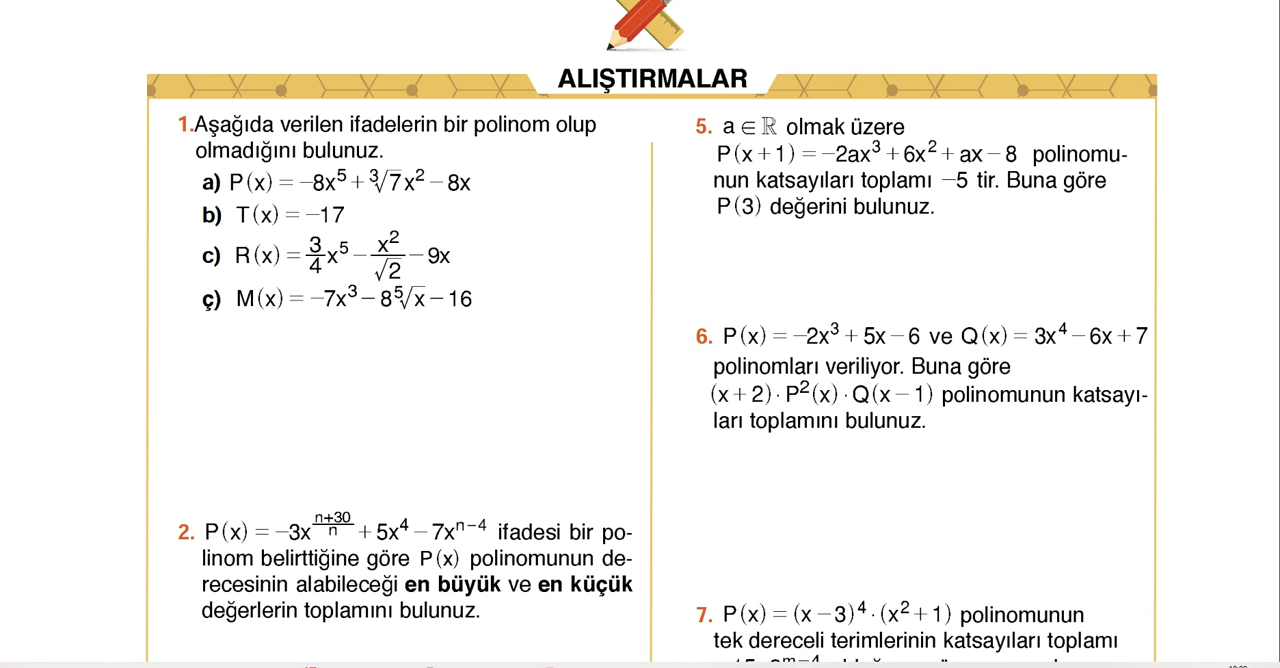 ALIŞTIRMALAR
1.Aşağıda verilen ifadelerin bir polinom olup
olmadığını bulunuz.
a) P(x) = −8x⁵ + ∛7x² − 8x
b) T(x) = −17
c) R(x) = 3/4 x⁵ − x²/√2 − 9x
ç) M(x) = −7x³ − 8⁵√x − 16
2. P(x) = −3x^((n+30)/n) + 5x⁴ − 7xⁿ⁻⁴ ifadesi bir po-
linom belirttiğine göre P(x) polinomunun de-
recesinin alabileceği en büyük ve en küçük
değerlerin toplamını bulunuz.
5. a ∈ ℝ olmak üzere
P(x+1) = −2ax³ + 6x² + ax − 8 polinomu-
nun katsayıları toplamı −5 tir. Buna göre
P(3) değerini bulunuz.
6. P(x) = −2x³ + 5x − 6 ve Q(x) = 3x⁴ − 6x + 7
polinomları veriliyor. Buna göre
(x+2) · P²(x) · Q(x − 1) polinomunun katsayı-
ları toplamını bulunuz.
7. P(x) = (x − 3)⁴ · (x² + 1) polinomunun
tek dereceli terimlerinin katsayıları toplamı